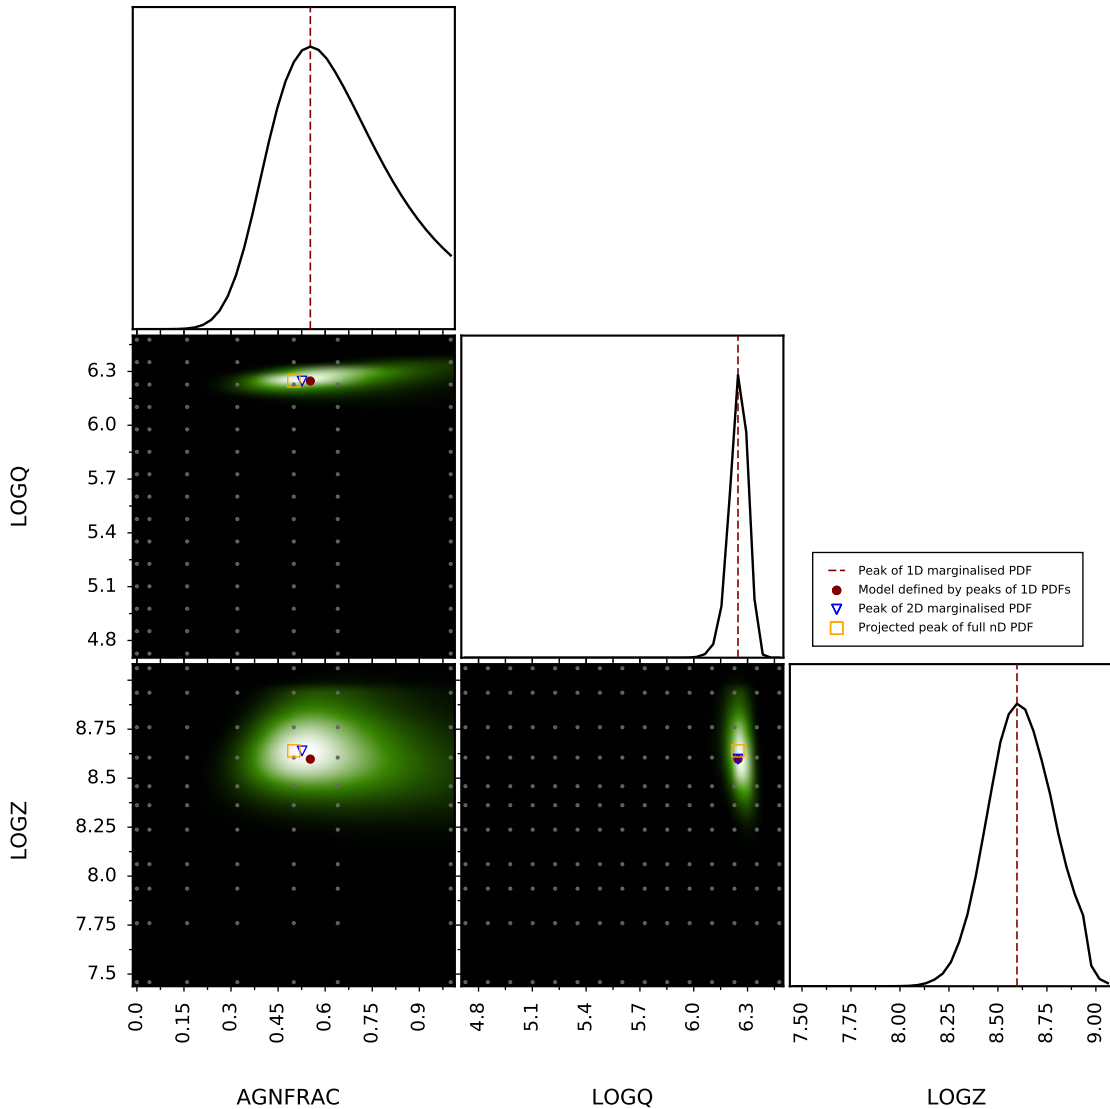 LOGQ
6.3
6.0
5.7
5.4
5.1
4.8
Peak of 1D marginalised PDF
Model defined by peaks of 1D PDFs
Peak of 2D marginalised PDF
Projected peak of full nD PDF
LOGZ
8.75
8.5
8.25
8.0
7.75
7.5
0.0 0.15 0.3 0.45 0.6 0.75 0.9
4.8 5.1 5.4 5.7 6.0 6.3
7.50 7.75 8.00 8.25 8.50 8.75 9.00
AGNFRAC LOGQ LOGZ